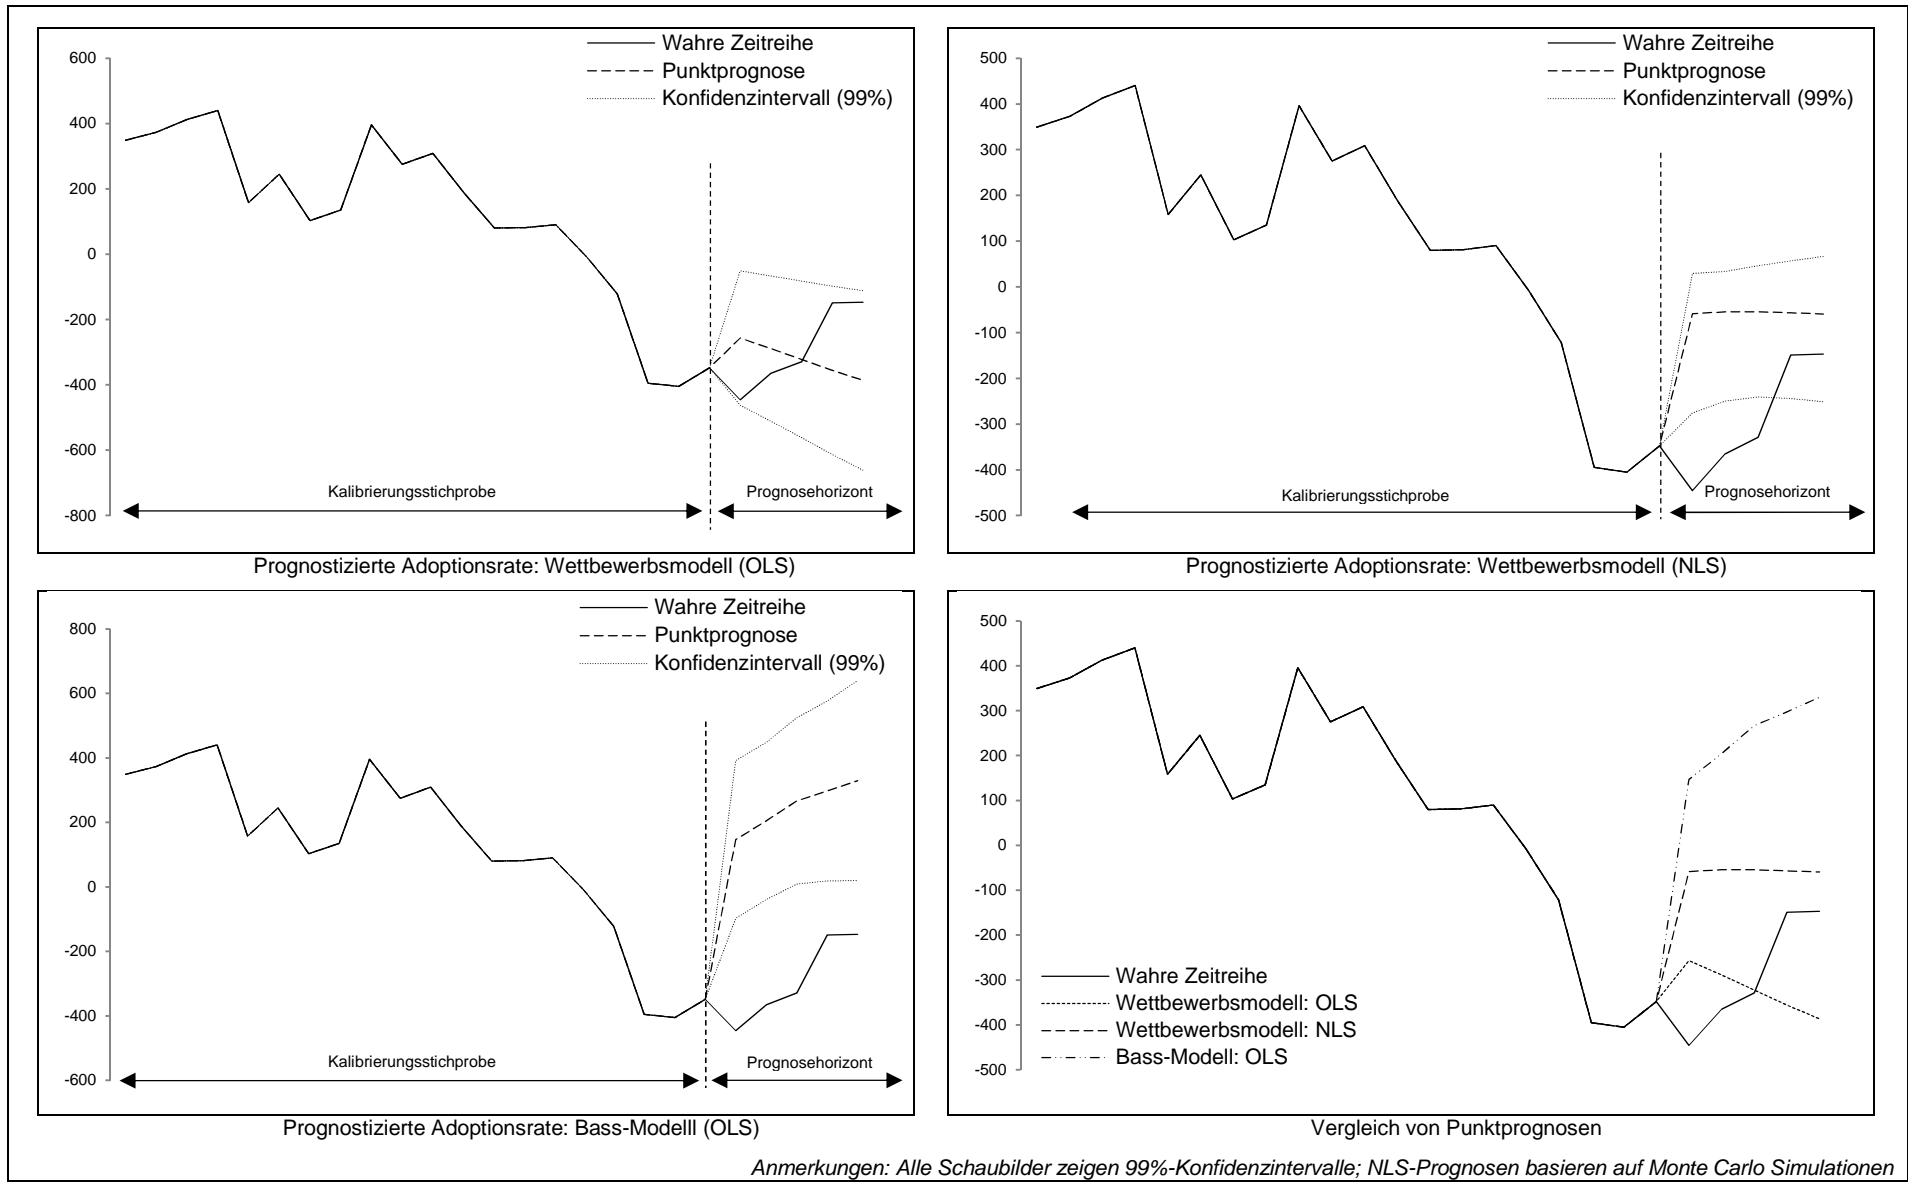 Wahre Zeitreihe
Punktprognose
Konfidenzintervall (99%)
600
400
200
0
-200
-400
-600
-800
Kalibrierungsstichprobe
Prognosehorizont
Prognostizierte Adoptionsrate: Wettbewerbsmodell (OLS)
Wahre Zeitreihe
Punktprognose
Konfidenzintervall (99%)
500
400
300
200
100
0
-100
-200
-300
-400
-500
Kalibrierungsstichprobe
Prognosehorizont
Prognostizierte Adoptionsrate: Wettbewerbsmodell (NLS)
Wahre Zeitreihe
Punktprognose
Konfidenzintervall (99%)
800
600
400
200
0
-200
-400
-600
Kalibrierungsstichprobe
Prognosehorizont
Prognostizierte Adoptionsrate: Bass-Modelll (OLS)
500
400
300
200
100
0
-100
-200
-300
-400
-500
Wahre Zeitreihe
Wettbewerbsmodell: OLS
Wettbewerbsmodell: NLS
Bass-Modell: OLS
Vergleich von Punktprognosen
Anmerkungen: Alle Schaubilder zeigen 99%-Konfidenzintervalle; NLS-Prognosen basieren auf Monte Carlo Simulationen